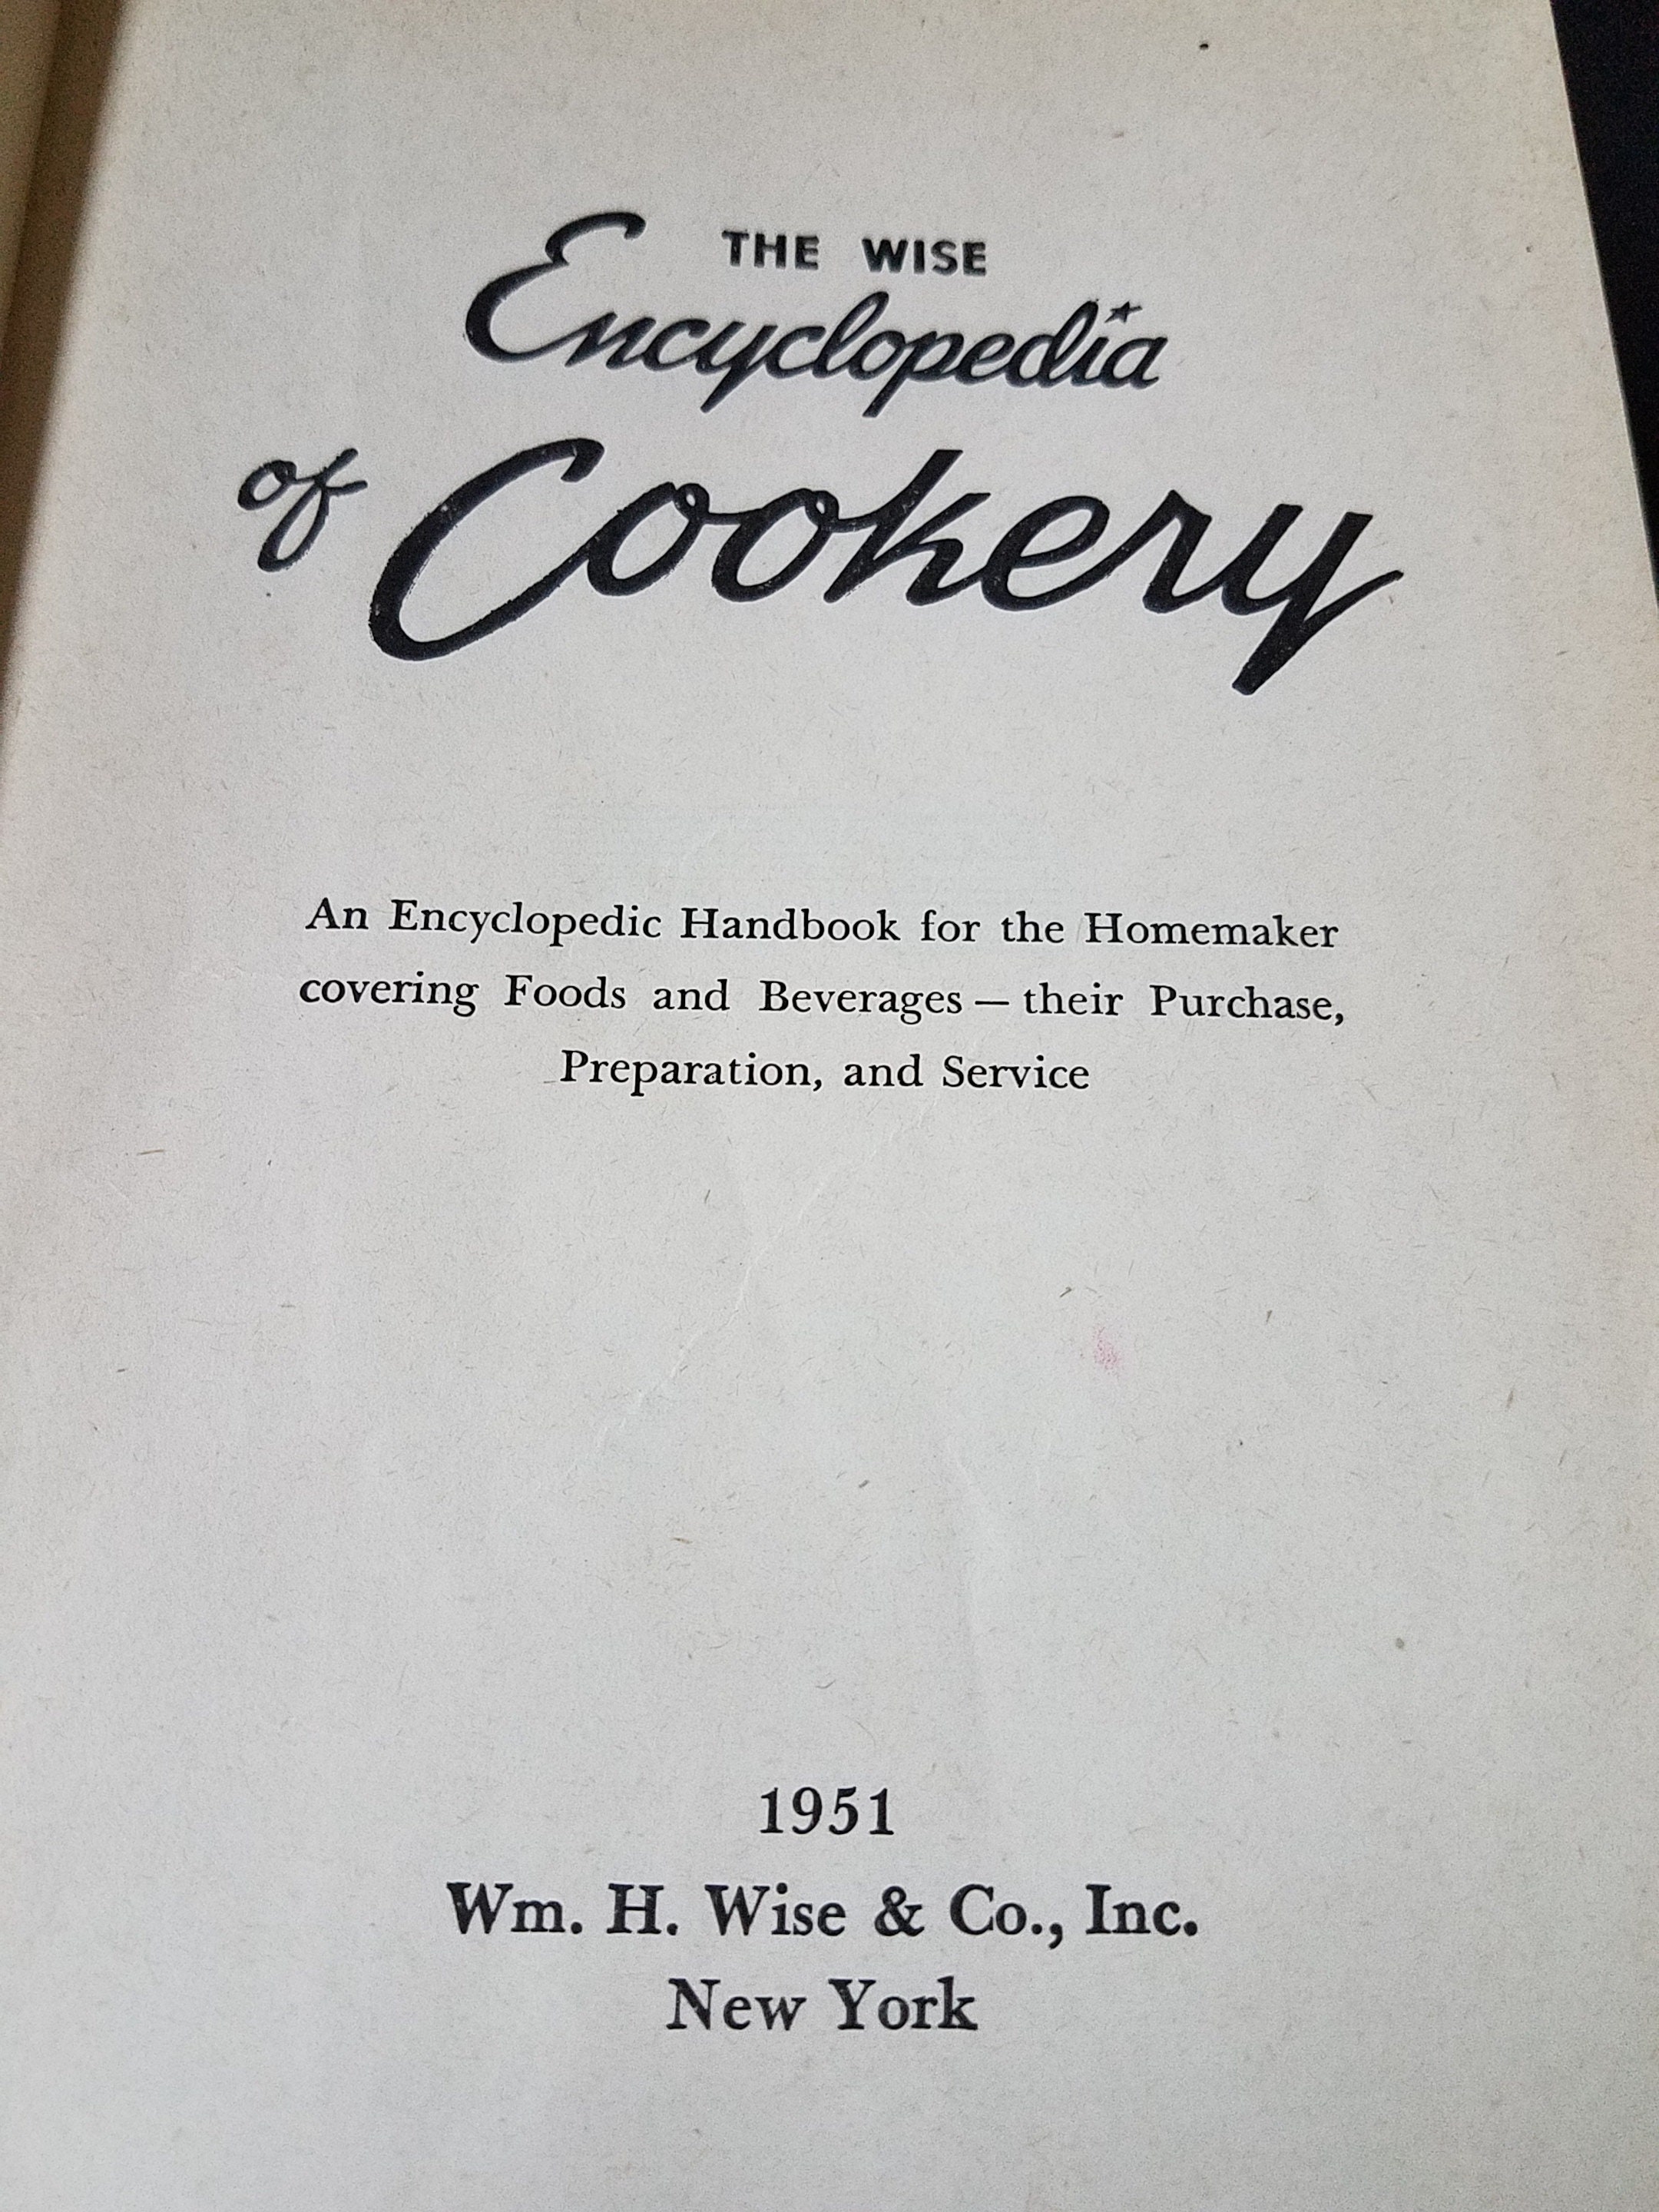 THE WISE
Encyclopedia
of Cookery
An Encyclopedic Handbook for the Homemaker
covering Foods and Beverages — their Purchase,
Preparation, and Service
1951
Wm. H. Wise & Co., Inc.
New York